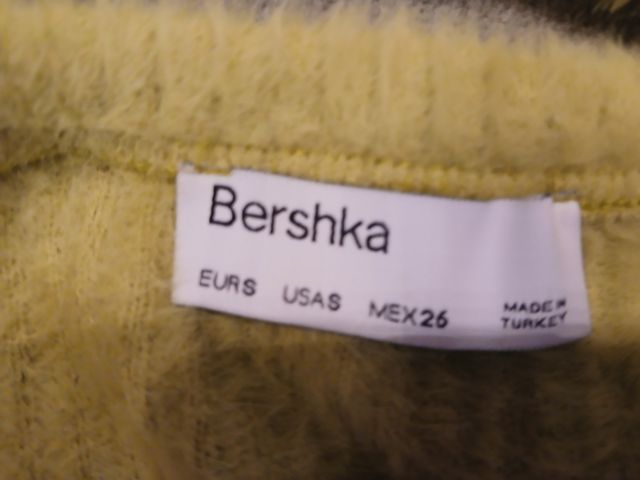 Bershka
EUR S USA S MEX 26
MADE IN
TURKEY